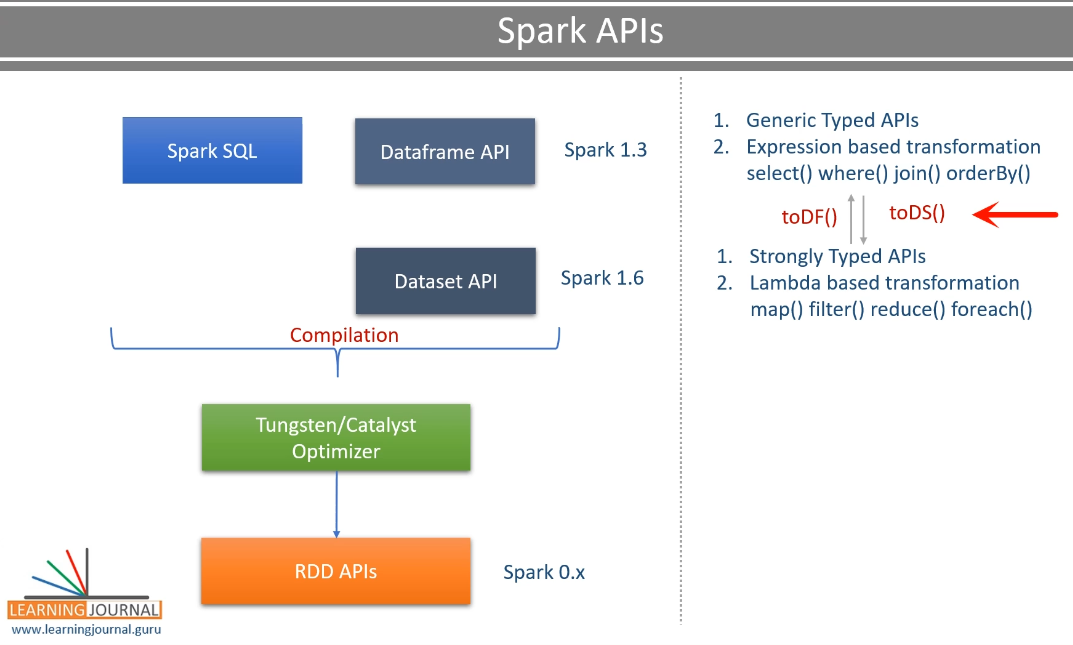 Spark APIs
Spark SQL
Dataframe API
Spark 1.3
Dataset API
Spark 1.6
Compilation
Tungsten/Catalyst
Optimizer
RDD APIs
Spark 0.x
LEARNING JOURNAL
www.learningjournal.guru
1. Generic Typed APIs
2. Expression based transformation
select() where() join() orderBy()
toDF() toDS()
1. Strongly Typed APIs
2. Lambda based transformation
map() filter() reduce() foreach()